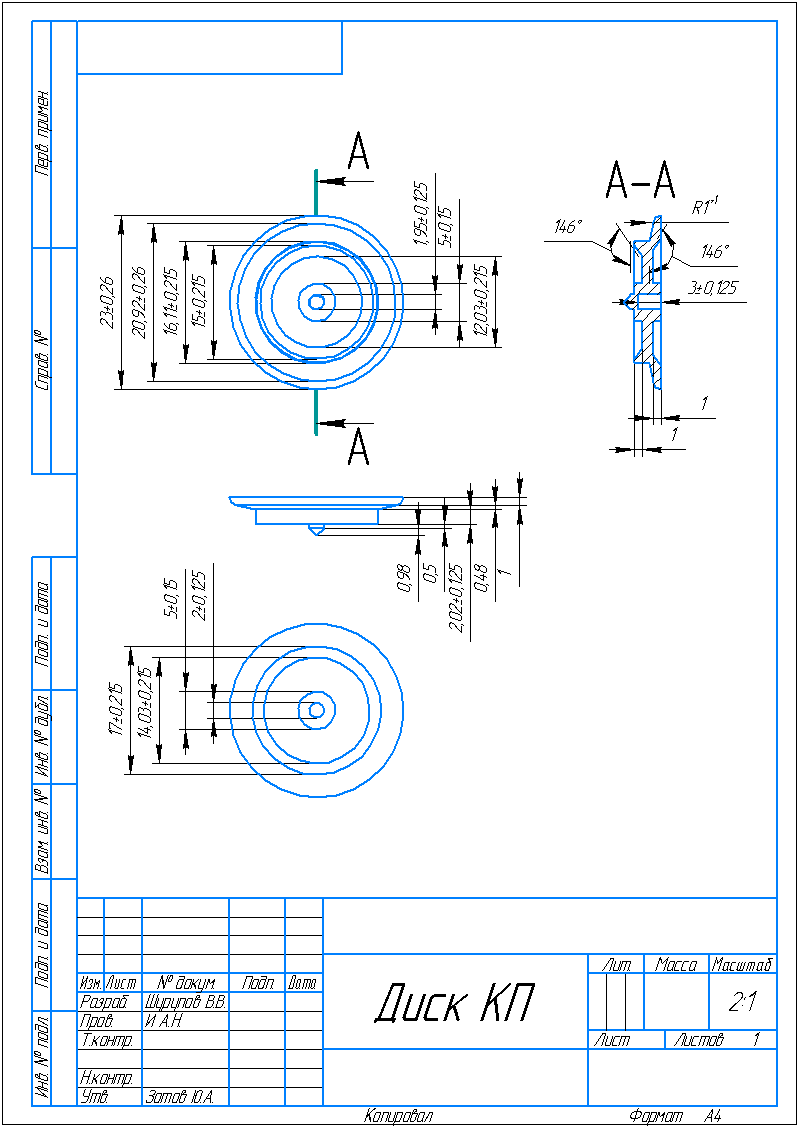 Перв. примен.
Справ. №
Подп. и дата
Инв. № дубл.
Взам. инв. №
Подп. и дата
Инв. № подл.
А
А
23±0,26
20,92±0,26
16,11±0,215
15±0,215
1,95±0,125
5±0,15
12,03±0,215
А-А
R1⁺¹
146°
146°
3±0,125
1
1
0,98
0,5
2,02±0,125
0,48
1
5±0,15
2±0,125
17±0,215
14,03±0,215
Изм. Лист № докум. Подп. Дата
Разраб. Шурупов В.В.
Пров. И А.Н.
Т.контр.
Н.контр.
Утв. Зотов Ю.А.
Диск КП
Лит. Масса Масштаб
2:1
Лист Листов 1
Копировал Формат А4